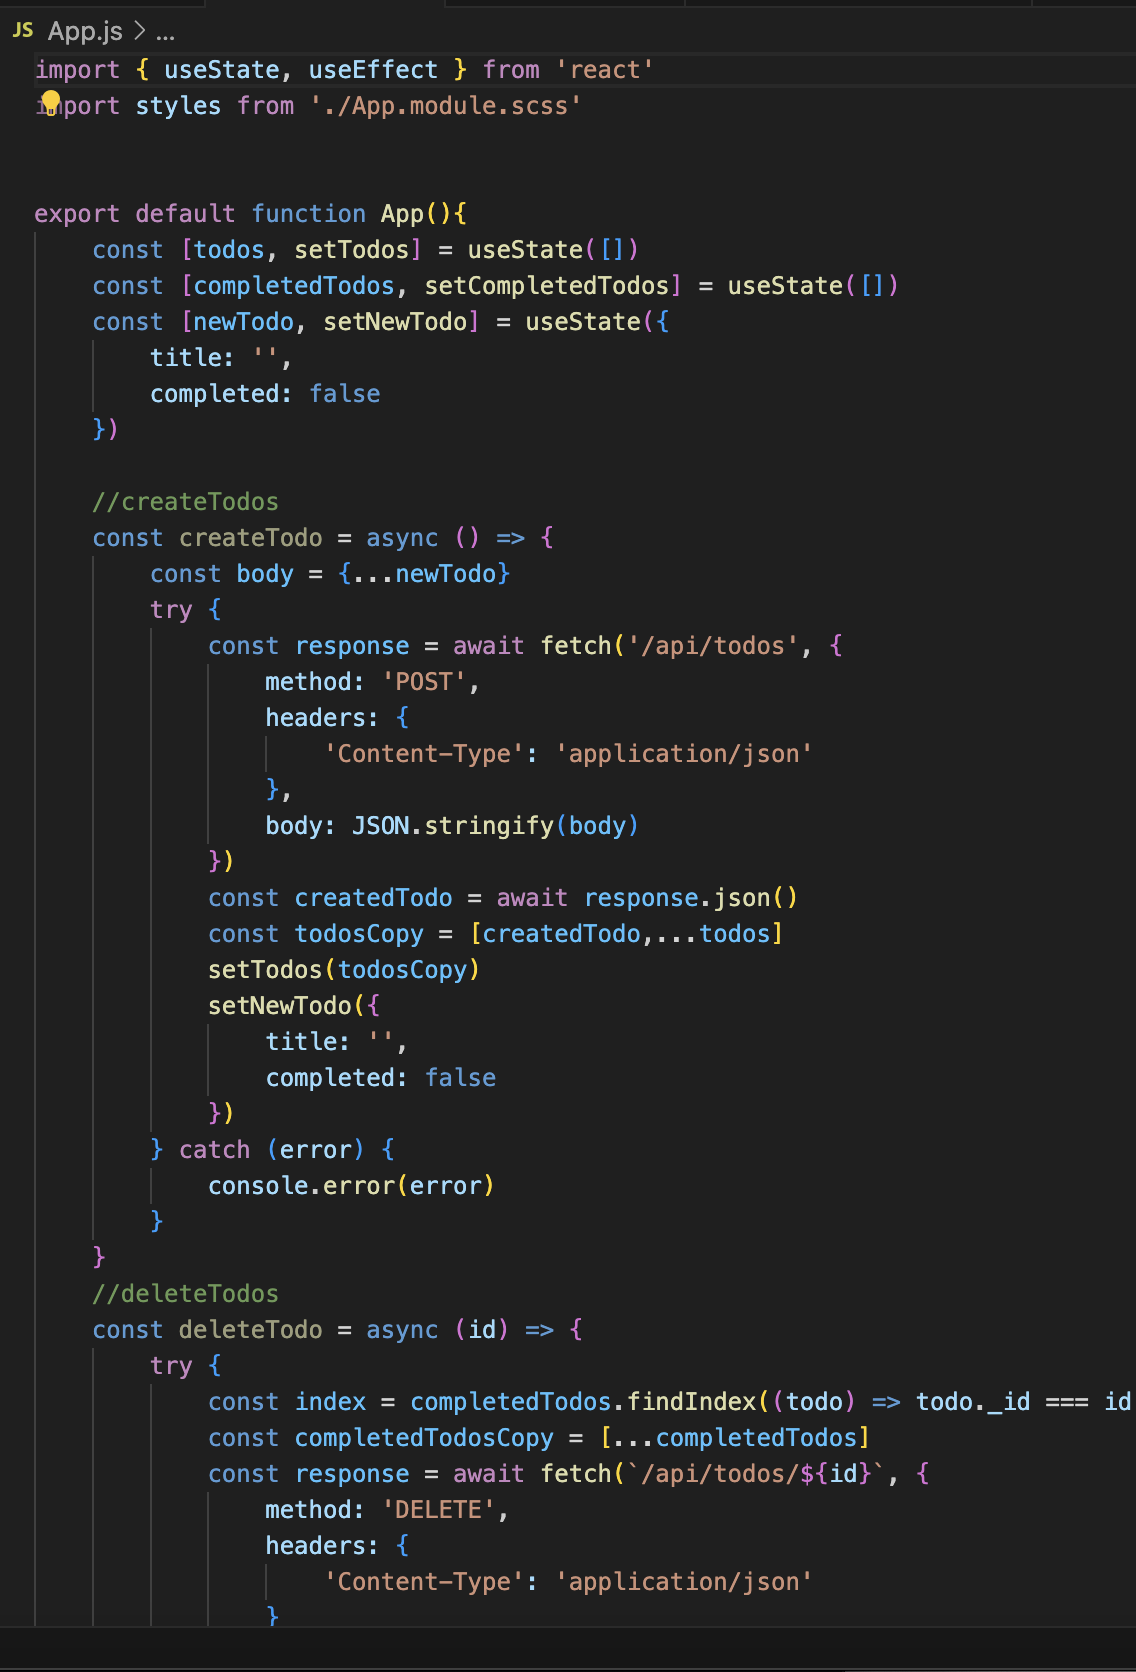 JS App.js > ...
import { useState, useEffect } from 'react'
import styles from './App.module.scss'
export default function App(){
const [todos, setTodos] = useState([])
const [completedTodos, setCompletedTodos] = useState([])
const [newTodo, setNewTodo] = useState({
title: '',
completed: false
})
//createTodos
const createTodo = async () => {
const body = {...newTodo}
try {
const response = await fetch('/api/todos', {
method: 'POST',
headers: {
'Content-Type': 'application/json'
},
body: JSON.stringify(body)
})
const createdTodo = await response.json()
const todosCopy = [createdTodo,...todos]
setTodos(todosCopy)
setNewTodo({
title: '',
completed: false
})
} catch (error) {
console.error(error)
}
}
//deleteTodos
const deleteTodo = async (id) => {
try {
const index = completedTodos.findIndex((todo) => todo._id === id
const completedTodosCopy = [...completedTodos]
const response = await fetch(`/api/todos/${id}`, {
method: 'DELETE',
headers: {
'Content-Type': 'application/json'
}